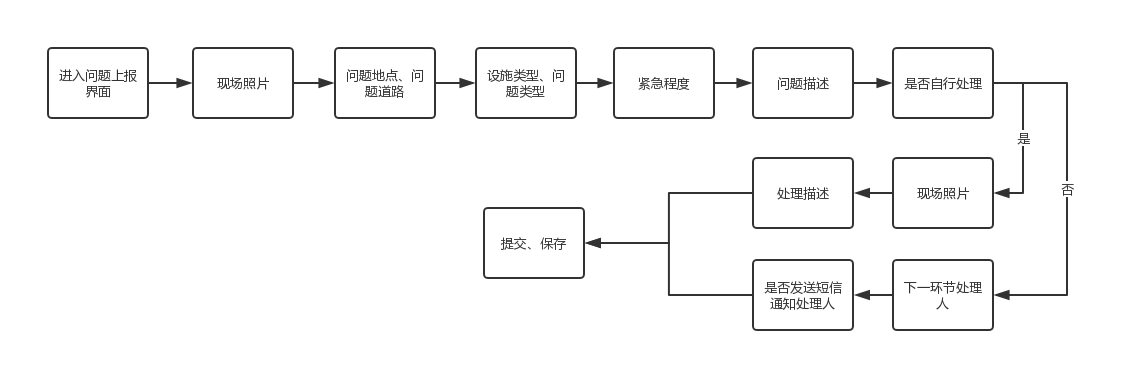 进入问题上报
界面
现场照片
问题地点、问
题道路
设施类型、问
题类型
紧急程度
问题描述
是否自行处理
是
否
处理描述
现场照片
提交、保存
是否发送短信
通知处理人
下一环节处理
人